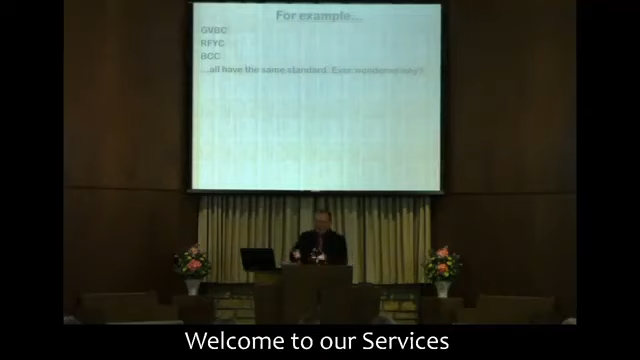 For example...
GVBC
RFYC
BCC
...all have the same standard. Ever wondered why?
Welcome to our Services